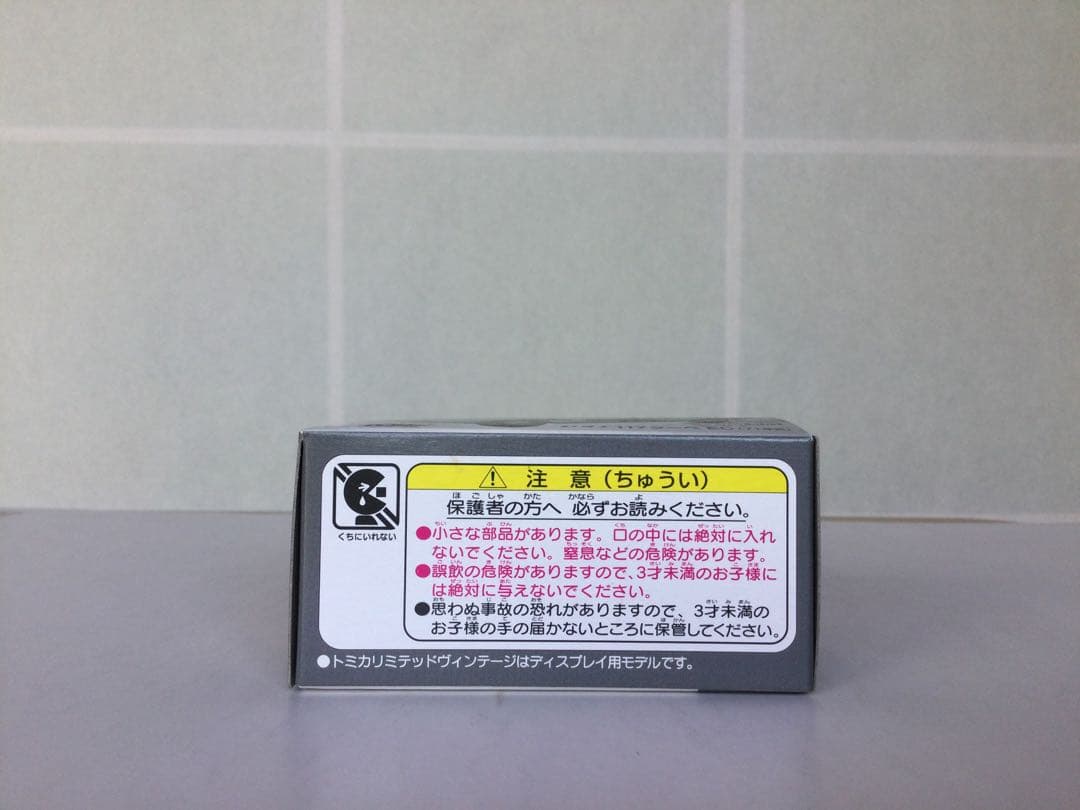 注 意（ちゅうい）
保護者の方へ 必ずお読みください。
●小さな部品があります。口の中には絶対に入れ
ないでください。窒息などの危険があります。
●誤飲の危険がありますので、3才未満のお子様に
は絶対に与えないでください。
●思わぬ事故の恐れがありますので、3才未満の
お子様の手の届かないところに保管してください。
くちにいれない
●トミカリミテッドヴィンテージはディスプレイ用モデルです。